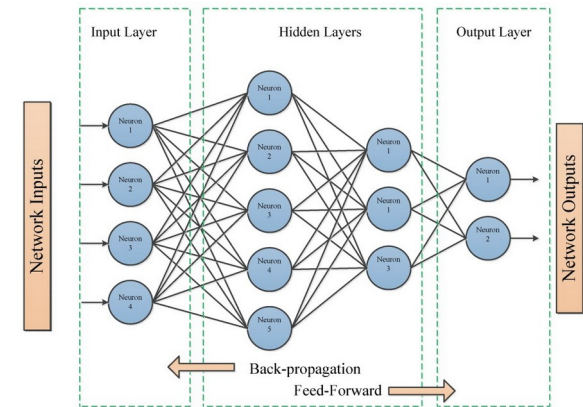 Input Layer
Hidden Layers
Output Layer
Network Inputs
Neuron
1
Neuron
2
Neuron
3
Neuron
4
Neuron
1
Neuron
2
Neuron
3
Neuron
4
Neuron
5
Neuron
1
Neuron
1
Neuron
3
Neuron
1
Neuron
2
Network Outputs
Back-propagation
Feed-Forward